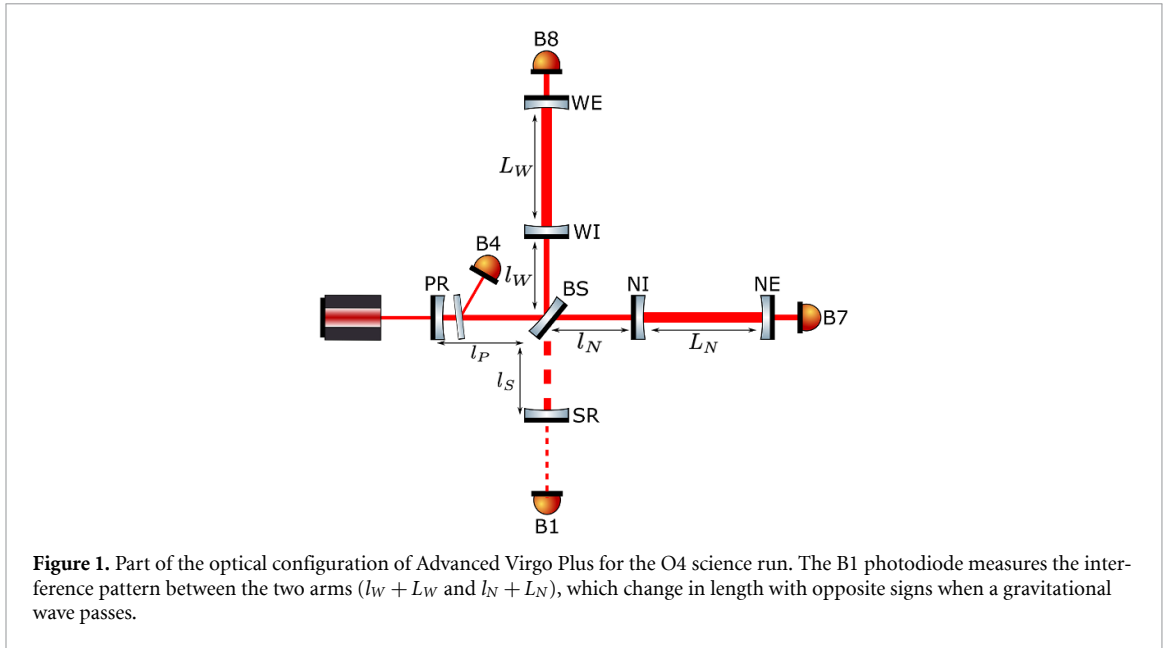 B8
WE
L_W
WI
B4
l_W
PR
BS
NI
NE
B7
l_P
l_N
L_N
l_S
SR
B1
Figure 1. Part of the optical configuration of Advanced Virgo Plus for the O4 science run. The B1 photodiode measures the inter-
ference pattern between the two arms (l_W + L_W and l_N + L_N), which change in length with opposite signs when a gravitational
wave passes.